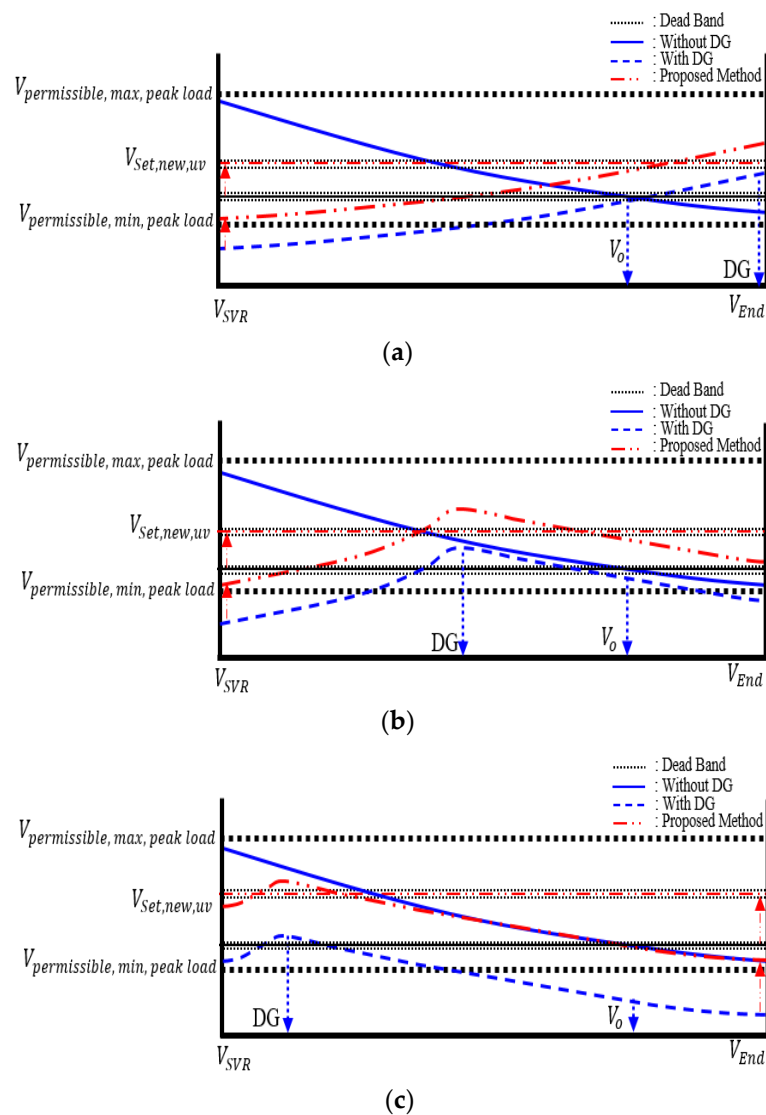 : Dead Band
: Without DG
: With DG
: Proposed Method
V_permissible, max, peak load
V_Set,new,uv
V_permissible, min, peak load
V_o
DG
V_SVR
V_End
(a)
: Dead Band
: Without DG
: With DG
: Proposed Method
V_permissible, max, peak load
V_Set,new,uv
V_permissible, min, peak load
DG
V_o
V_SVR
V_End
(b)
: Dead Band
: Without DG
: With DG
: Proposed Method
V_permissible, max, peak load
V_Set,new,uv
V_permissible, min, peak load
DG
V_o
V_SVR
V_End
(c)